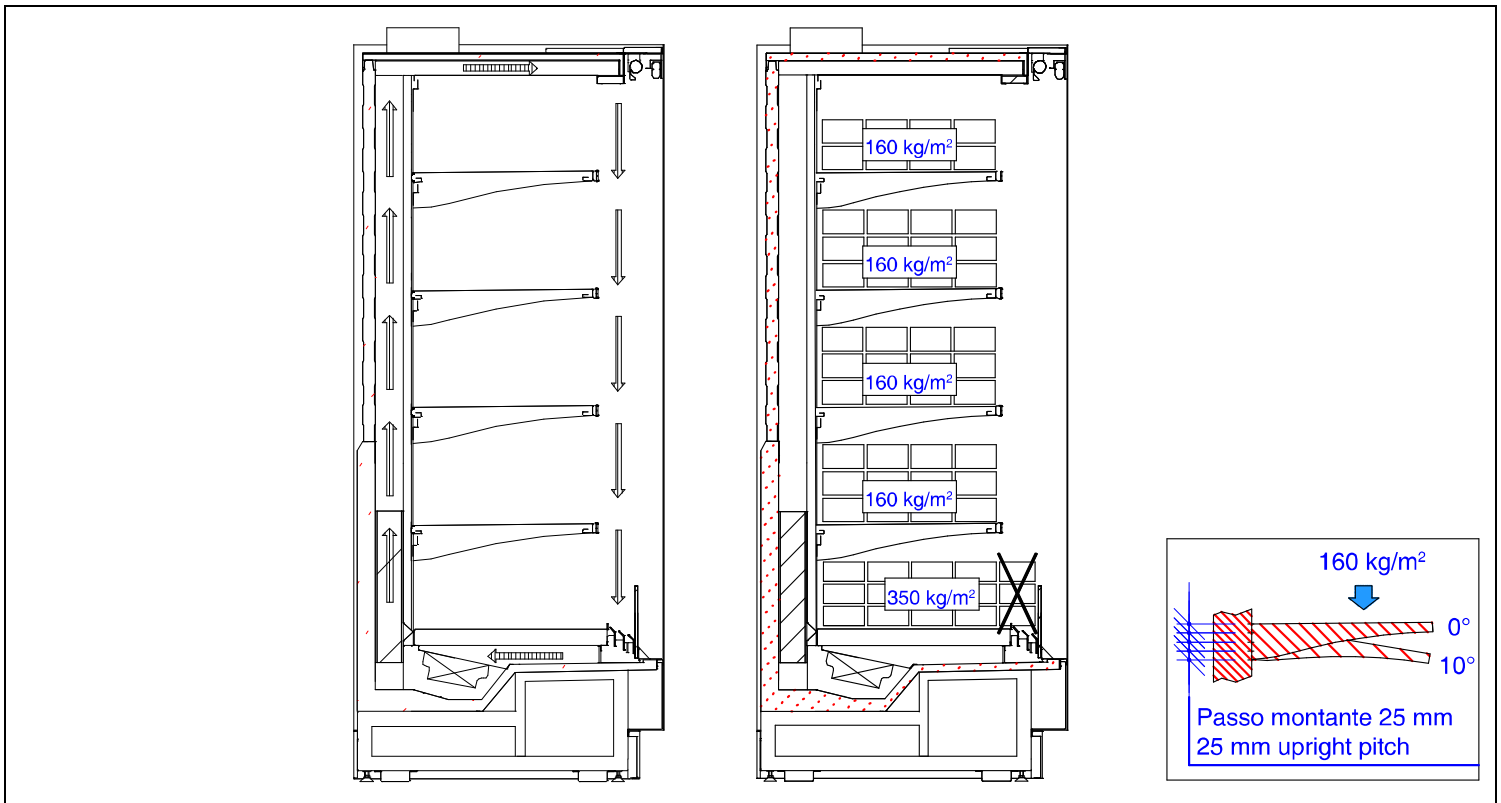 160 kg/m²
160 kg/m²
160 kg/m²
160 kg/m²
350 kg/m²
160 kg/m²
0°
10°
Passo montante 25 mm
25 mm upright pitch